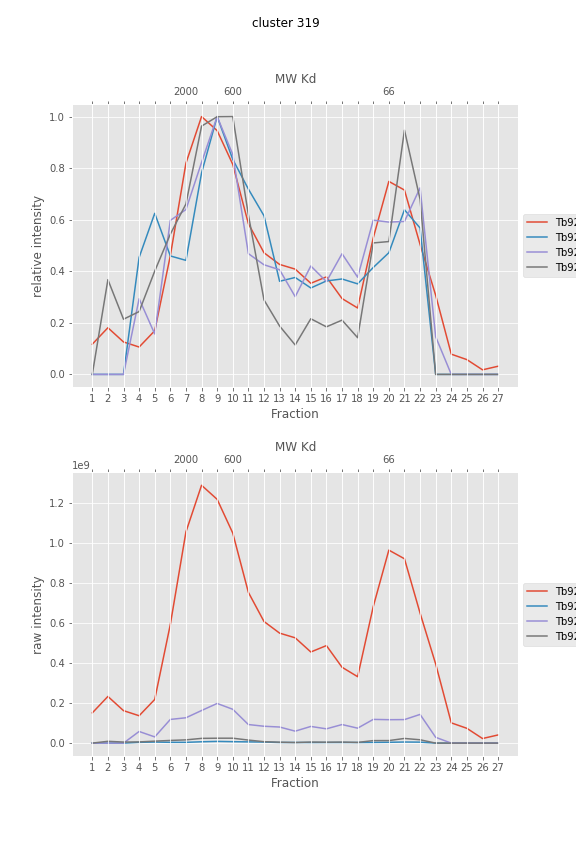 cluster 319
MW Kd
2000 600 66
1.0
0.8
0.6
0.4
0.2
0.0
relative intensity
Tb92
Tb92
Tb92
Tb92
1 2 3 4 5 6 7 8 9 10 11 12 13 14 15 16 17 18 19 20 21 22 23 24 25 26 27
Fraction
MW Kd
2000 600 66
1e9
1.2
1.0
0.8
0.6
0.4
0.2
0.0
raw intensity
Tb92
Tb92
Tb92
Tb92
1 2 3 4 5 6 7 8 9 10 11 12 13 14 15 16 17 18 19 20 21 22 23 24 25 26 27
Fraction